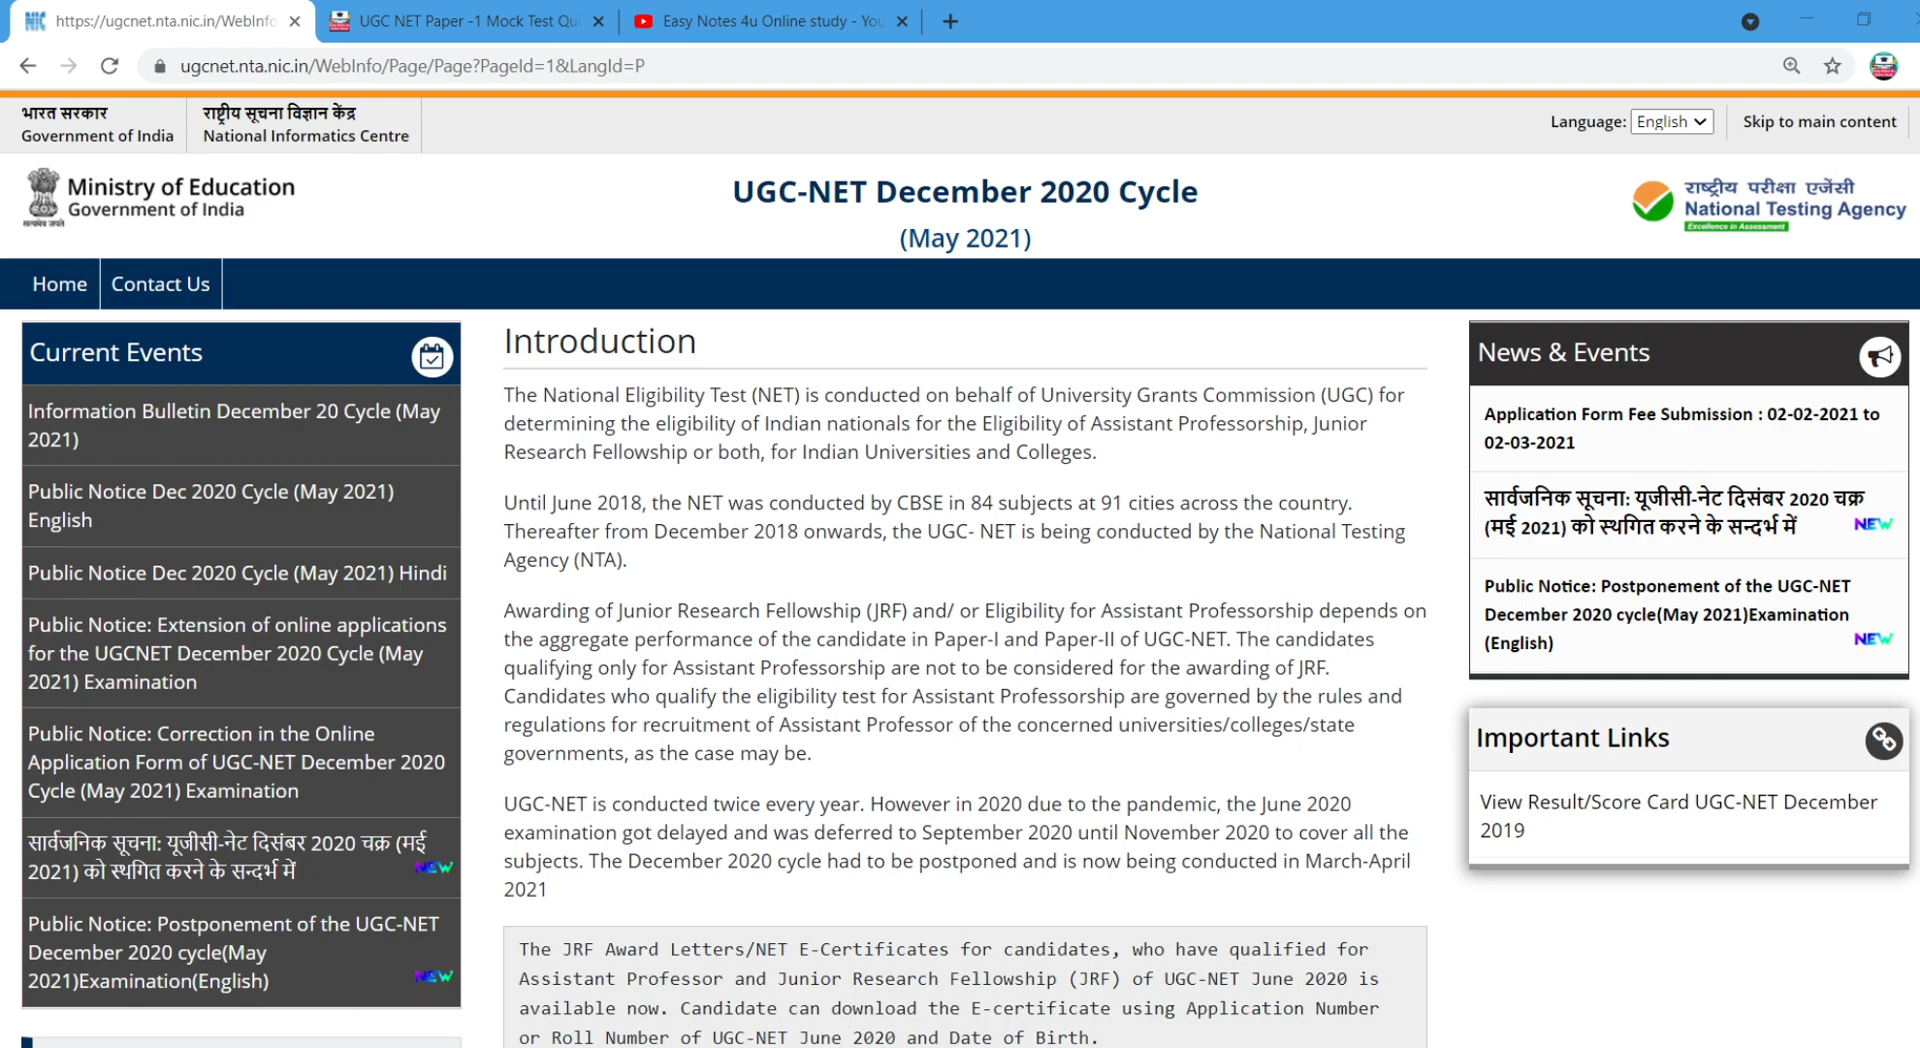 https://ugcnet.nta.nic.in/WebInfo
UGC NET Paper -1 Mock Test Qui
Easy Notes 4u Online study - You
ugcnet.nta.nic.in/WebInfo/Page/Page?PageId=1&LangId=P
भारत सरकार
Government of India
राष्ट्रीय सूचना विज्ञान केंद्र
National Informatics Centre
Language: English
Skip to main content
Ministry of Education
Government of India
सत्यमेव जयते
UGC-NET December 2020 Cycle
(May 2021)
राष्ट्रीय परीक्षा एजेंसी
National Testing Agency
Excellence in Assessment
Home
Contact Us
Current Events
Information Bulletin December 20 Cycle (May
2021)
Public Notice Dec 2020 Cycle (May 2021)
English
Public Notice Dec 2020 Cycle (May 2021) Hindi
Public Notice: Extension of online applications
for the UGCNET December 2020 Cycle (May
2021) Examination
Public Notice: Correction in the Online
Application Form of UGC-NET December 2020
Cycle (May 2021) Examination
सार्वजनिक सूचना: यूजीसी-नेट दिसंबर 2020 चक्र (मई
2021) को स्थगित करने के सन्दर्भ में NEW
Public Notice: Postponement of the UGC-NET
December 2020 cycle(May
2021)Examination(English) NEW
Introduction
The National Eligibility Test (NET) is conducted on behalf of University Grants Commission (UGC) for
determining the eligibility of Indian nationals for the Eligibility of Assistant Professorship, Junior
Research Fellowship or both, for Indian Universities and Colleges.
Until June 2018, the NET was conducted by CBSE in 84 subjects at 91 cities across the country.
Thereafter from December 2018 onwards, the UGC- NET is being conducted by the National Testing
Agency (NTA).
Awarding of Junior Research Fellowship (JRF) and/ or Eligibility for Assistant Professorship depends on
the aggregate performance of the candidate in Paper-I and Paper-II of UGC-NET. The candidates
qualifying only for Assistant Professorship are not to be considered for the awarding of JRF.
Candidates who qualify the eligibility test for Assistant Professorship are governed by the rules and
regulations for recruitment of Assistant Professor of the concerned universities/colleges/state
governments, as the case may be.
UGC-NET is conducted twice every year. However in 2020 due to the pandemic, the June 2020
examination got delayed and was deferred to September 2020 until November 2020 to cover all the
subjects. The December 2020 cycle had to be postponed and is now being conducted in March-April
2021
The JRF Award Letters/NET E-Certificates for candidates, who have qualified for
Assistant Professor and Junior Research Fellowship (JRF) of UGC-NET June 2020 is
available now. Candidate can download the E-certificate using Application Number
or Roll Number of UGC-NET June 2020 and Date of Birth.
News & Events
Application Form Fee Submission : 02-02-2021 to
02-03-2021
सार्वजनिक सूचना: यूजीसी-नेट दिसंबर 2020 चक्र
(मई 2021) को स्थगित करने के सन्दर्भ में NEW
Public Notice: Postponement of the UGC-NET
December 2020 cycle(May 2021)Examination
(English) NEW
Important Links
View Result/Score Card UGC-NET December
2019